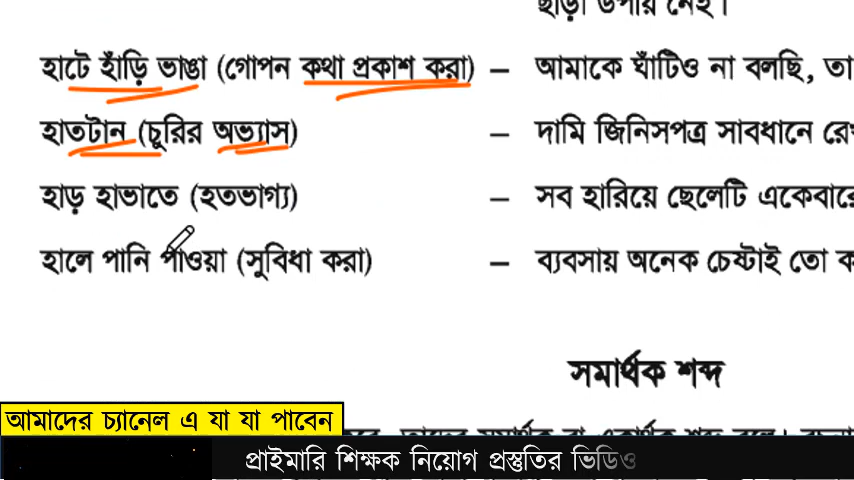 ছাড়া উপায় নেই।
হাটে হাঁড়ি ভাঙা (গোপন কথা প্রকাশ করা) – আমাকে ঘাঁটিও না বলছি, তা
হাতটান (চুরির অভ্যাস) – দামি জিনিসপত্র সাবধানে
হাড় হাভাতে (হতভাগ্য) – সব হারিয়ে ছেলেটি একেবারে
হালে পানি পাওয়া (সুবিধা করা) – ব্যবসায় অনেক চেষ্টাই তো
সমার্থক শব্দ
আমাদের চ্যানেল এ যা যা পাবেন
প্রাইমারি শিক্ষক নিয়োগ প্রস্তুতির ভিডিও